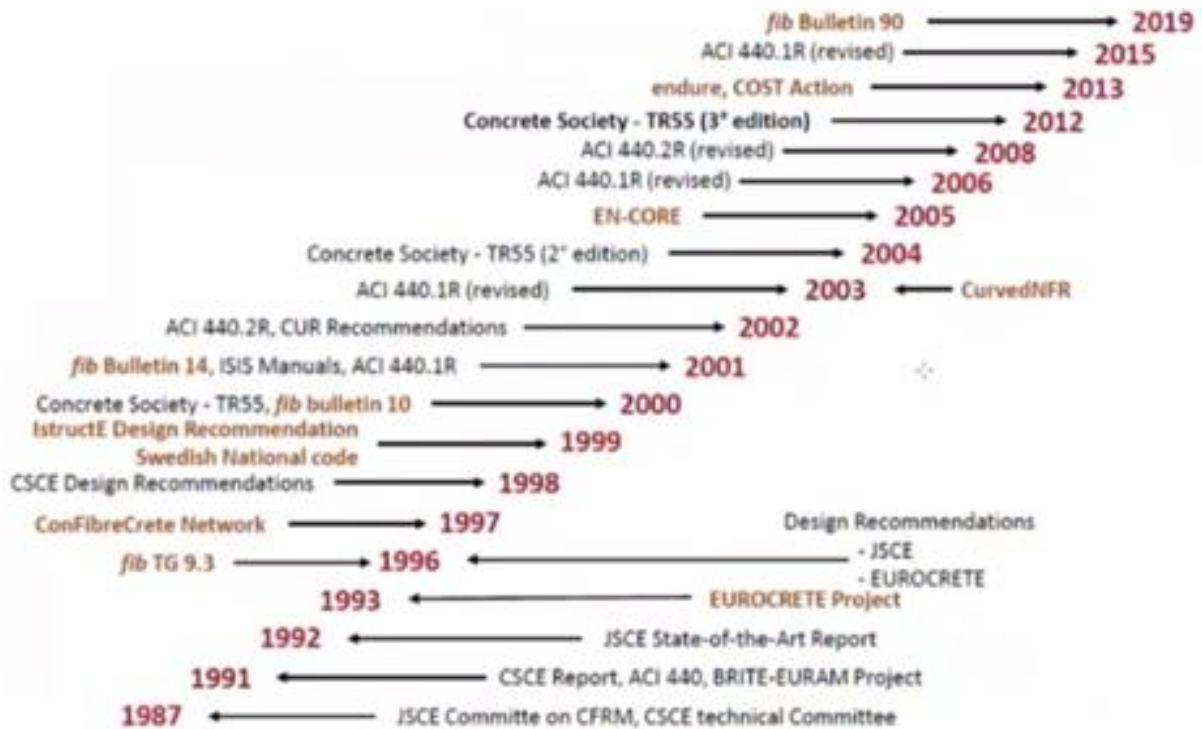 fib Bulletin 90 2019
ACI 440.1R (revised) 2015
endure, COST Action 2013
Concrete Society - TR55 (3° edition) 2012
ACI 440.2R (revised) 2008
ACI 440.1R (revised) 2006
EN-CORE 2005
Concrete Society - TR55 (2° edition) 2004
ACI 440.1R (revised) 2003 CurvedNFR
ACI 440.2R, CUR Recommendations 2002
fib Bulletin 14, ISIS Manuals, ACI 440.1R 2001
Concrete Society - TR55, fib bulletin 10 2000
IstructE Design Recommendation
Swedish National code 1999
CSCE Design Recommendations 1998
ConFibreCrete Network 1997
Design Recommendations
- JSCE
- EUROCRETE
fib TG 9.3 1996
1993 EUROCRETE Project
1992 JSCE State-of-the-Art Report
1991 CSCE Report, ACI 440, BRITE-EURAM Project
1987 JSCE Committe on CFRM, CSCE technical Committee